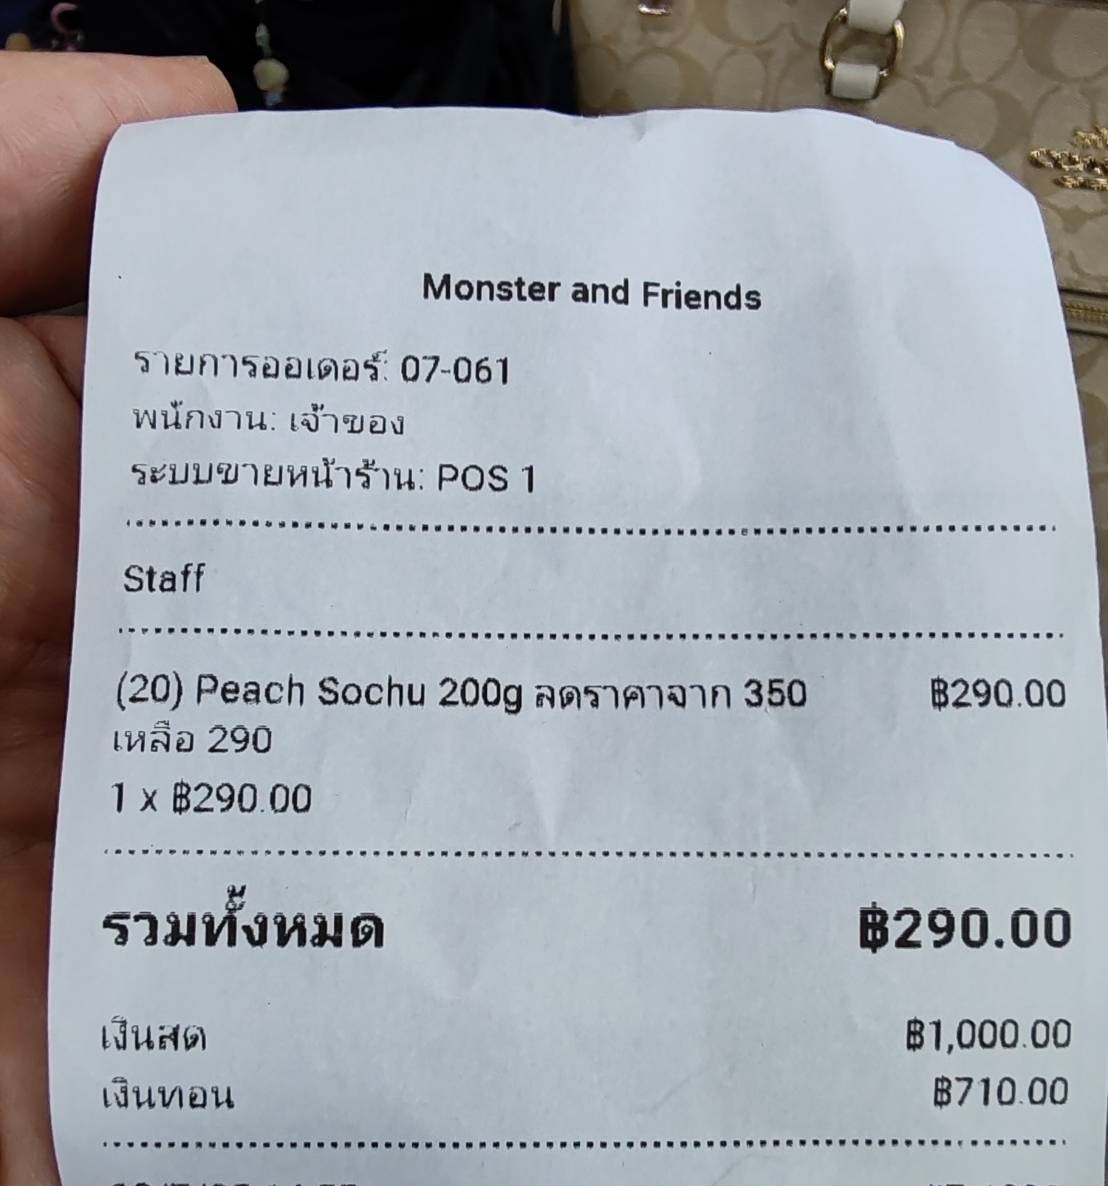 Monster and Friends
รายการออเดอร์: 07-061
พนักงาน: เจ้าของ
ระบบขายหน้าร้าน: POS 1
Staff
(20) Peach Sochu 200g ลดราคาจาก 350 ฿290.00
เหลือ 290
1 x ฿290.00
รวมทั้งหมด ฿290.00
เงินสด ฿1,000.00
เงินทอน ฿710.00